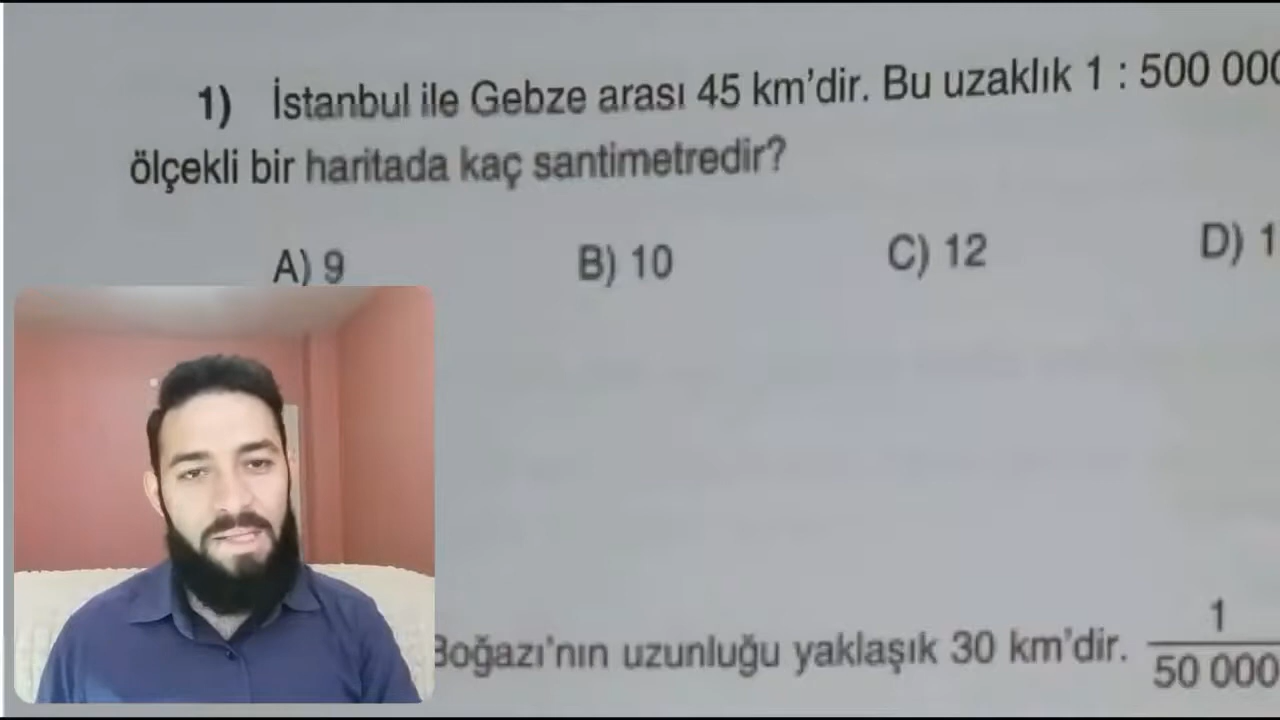 1) İstanbul ile Gebze arası 45 km'dir. Bu uzaklık 1 : 500 000
ölçekli bir haritada kaç santimetredir?
A) 9 B) 10 C) 12 D) 1
Boğazı'nın uzunluğu yaklaşık 30 km'dir. 1
50 000